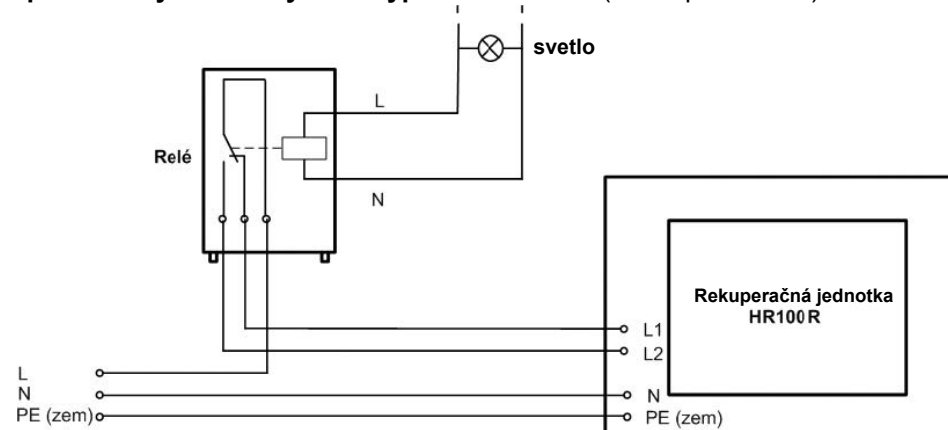 svetlo
L
Relé
N
Rekuperačná jednotka
HR100R
L1
L2
L
N
PE (zem)
N
PE (zem)